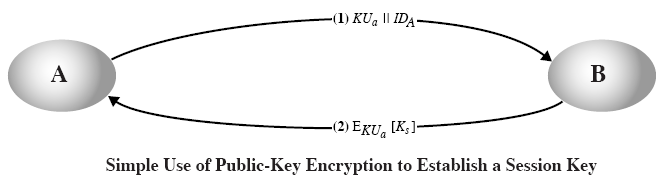 (1) KUa || IDA
A
B
(2) EKUa [Ks]
Simple Use of Public-Key Encryption to Establish a Session Key